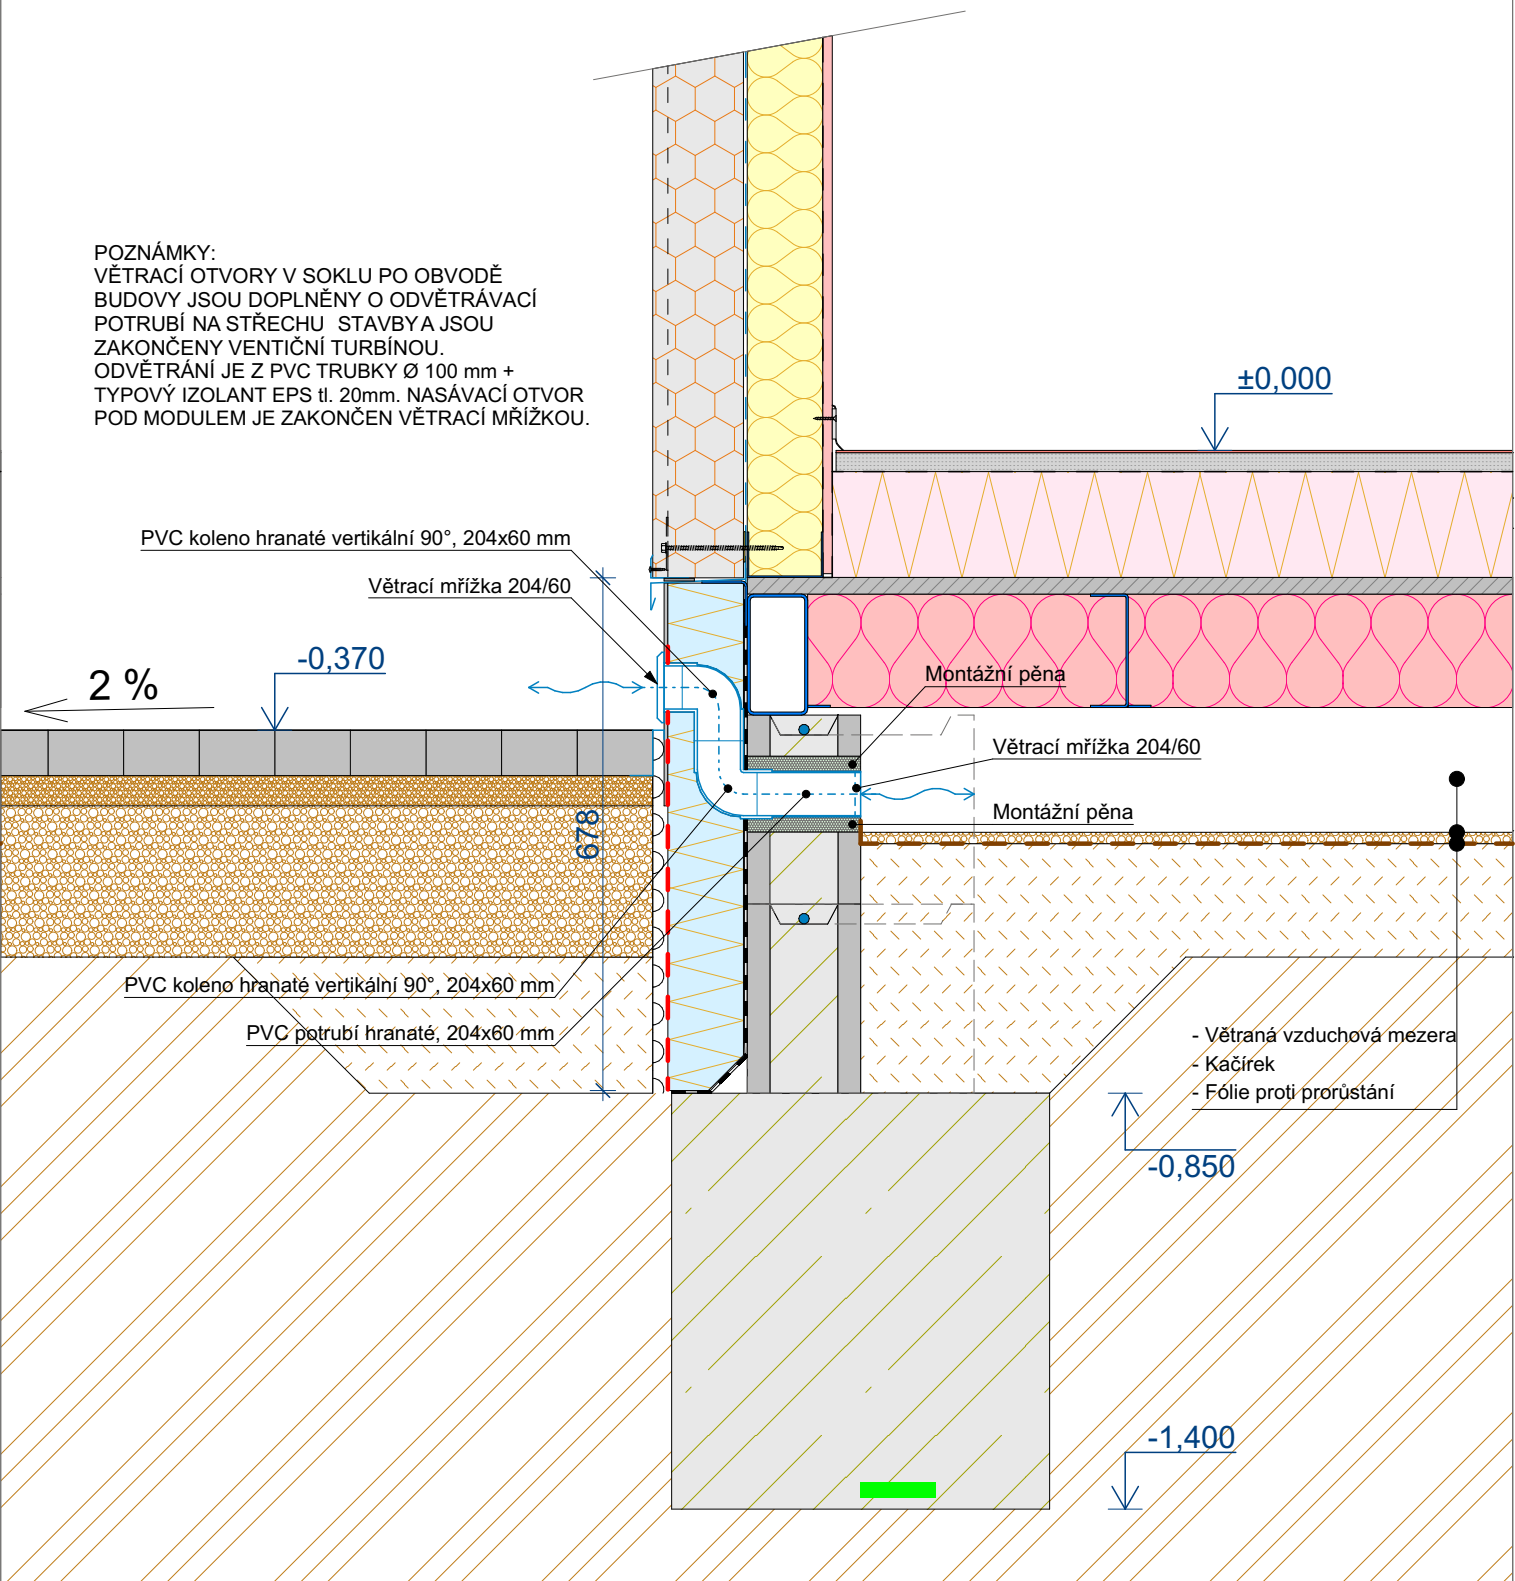 POZNÁMKY:
VĚTRACÍ OTVORY V SOKLU PO OBVODĚ
BUDOVY JSOU DOPLNĚNY O ODVĚTRÁVACÍ
POTRUBÍ NA STŘECHU STAVBY A JSOU
ZAKONČENY VENTIČNÍ TURBÍNOU.
ODVĚTRÁNÍ JE Z PVC TRUBKY Ø 100 mm +
TYPOVÝ IZOLANT EPS tl. 20mm. NASÁVACÍ OTVOR
POD MODULEM JE ZAKONČEN VĚTRACÍ MŘÍŽKOU.
±0,000
PVC koleno hranaté vertikální 90°, 204x60 mm
Větrací mřížka 204/60
-0,370
2 %
Montážní pěna
Větrací mřížka 204/60
Montážní pěna
678
PVC koleno hranaté vertikální 90°, 204x60 mm
PVC potrubí hranaté, 204x60 mm
- Větraná vzduchová mezera
- Kačírek
- Fólie proti prorůstání
-0,850
-1,400